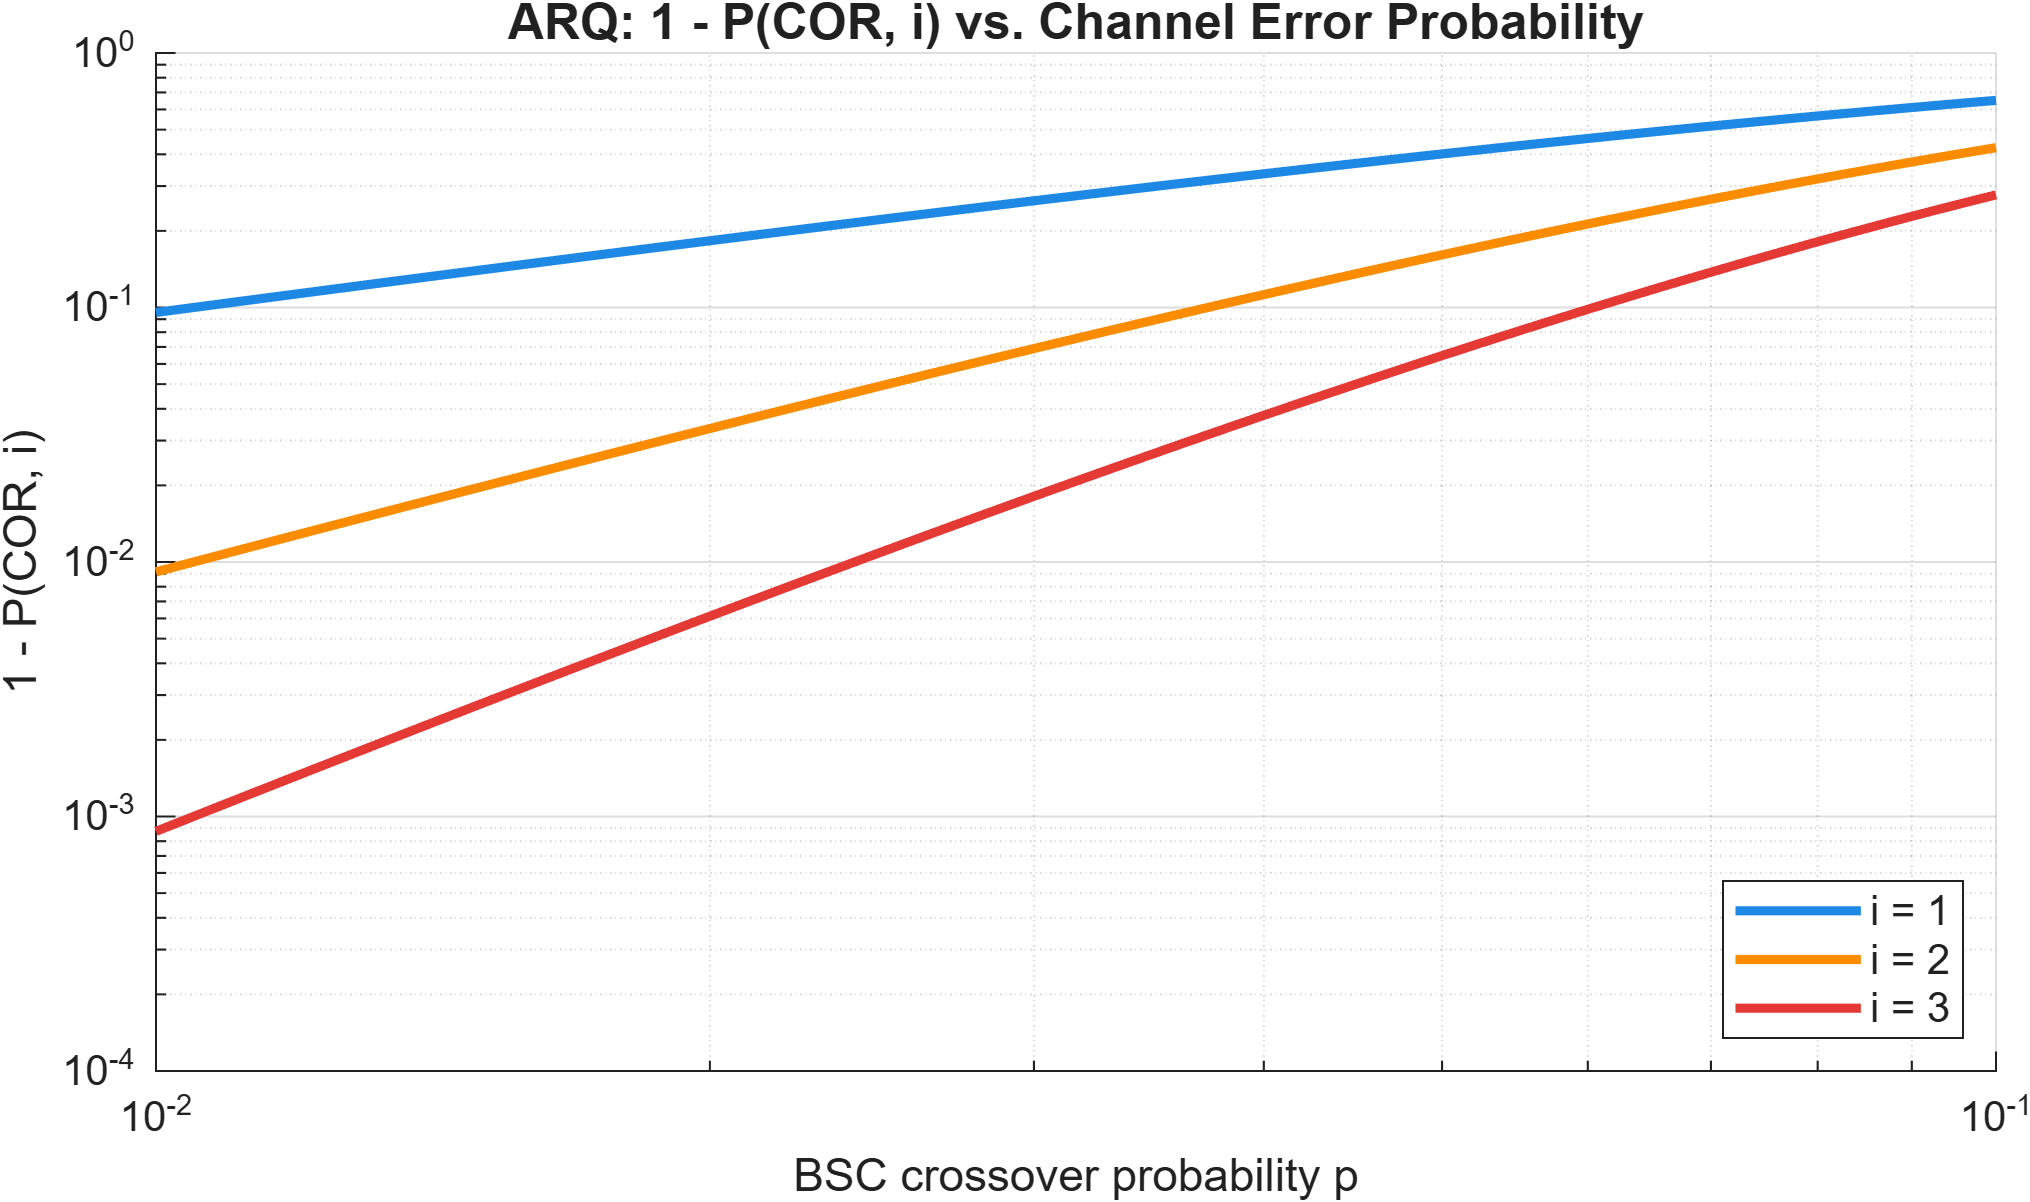 ARQ: 1 - P(COR, i) vs. Channel Error Probability
10^0
10^-1
10^-2
10^-3
10^-4
1 - P(COR, i)
i = 1
i = 2
i = 3
10^-2
10^-1
BSC crossover probability p